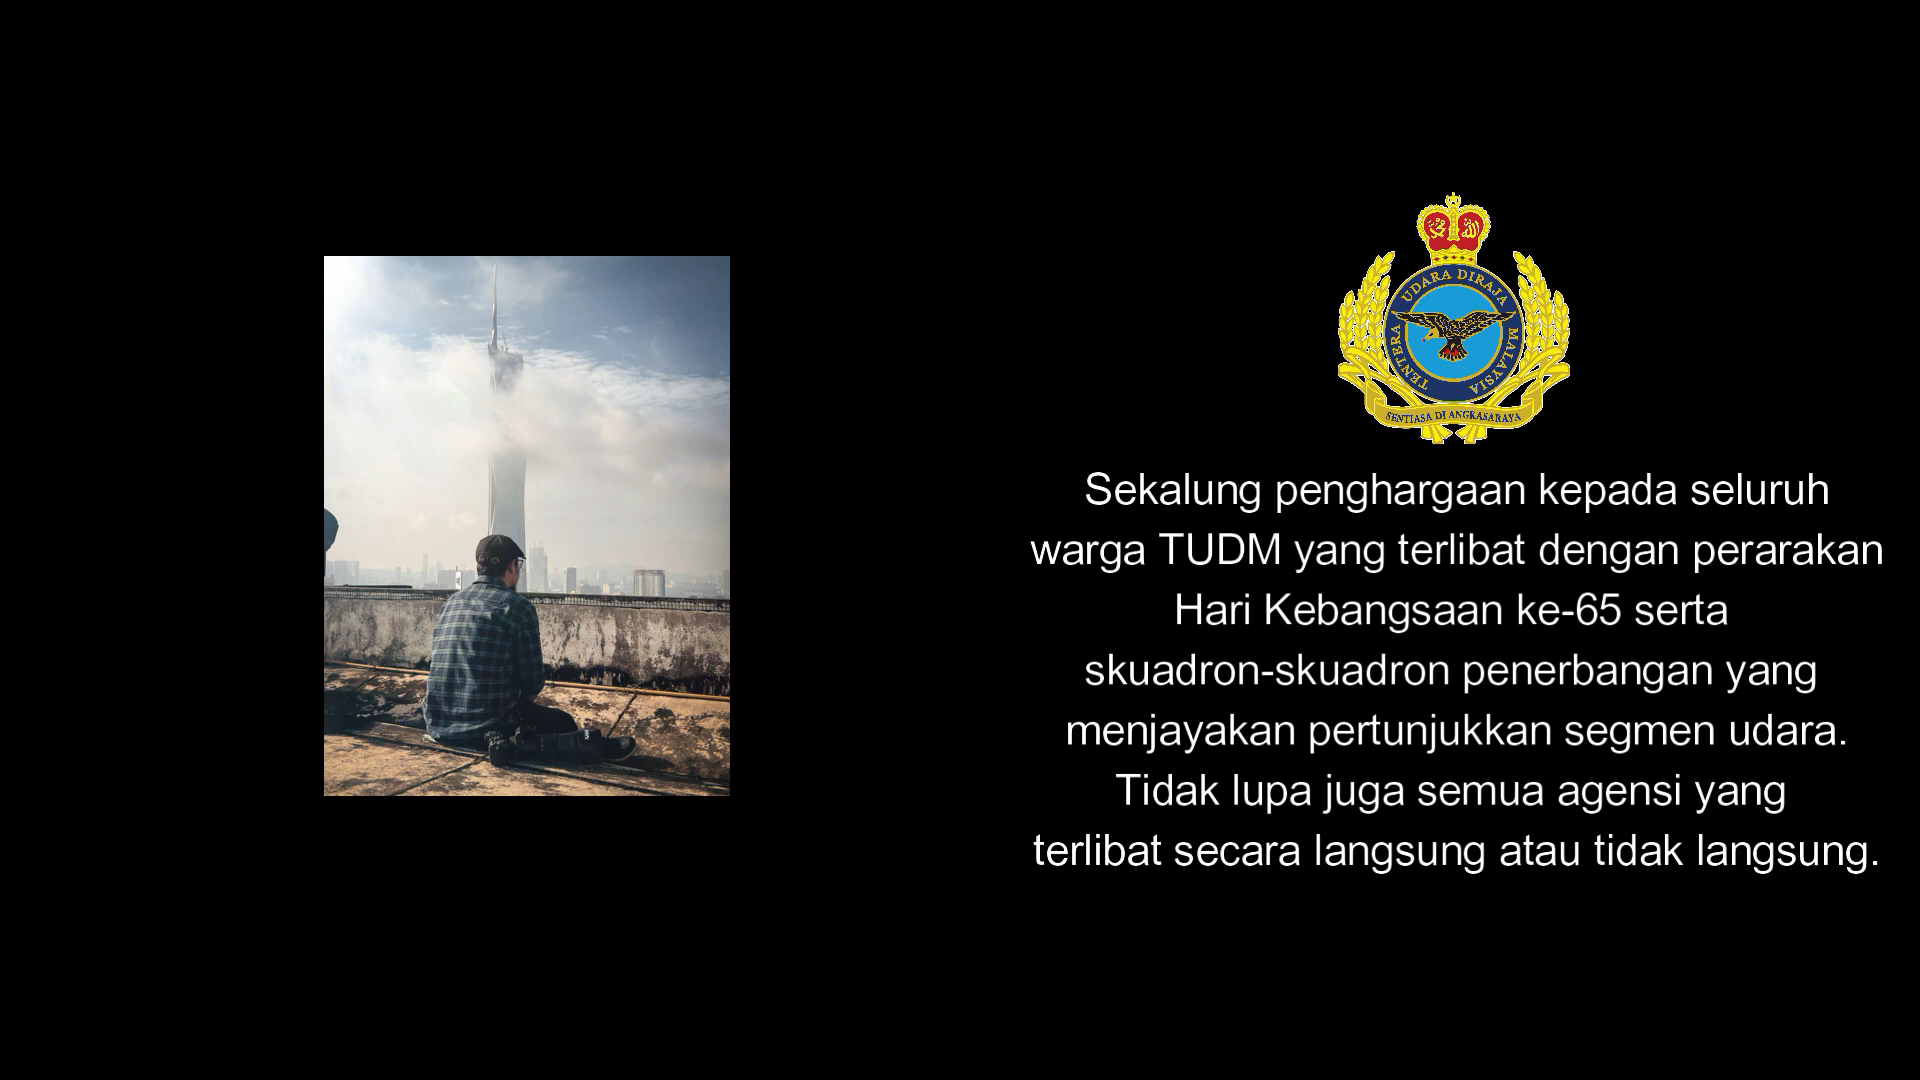 TENTERA UDARA DIRAJA MALAYSIA
SENTIASA DI ANGKASARAYA
Sekalung penghargaan kepada seluruh
warga TUDM yang terlibat dengan perarakan
Hari Kebangsaan ke-65 serta
skuadron-skuadron penerbangan yang
menjayakan pertunjukkan segmen udara.
Tidak lupa juga semua agensi yang
terlibat secara langsung atau tidak langsung.